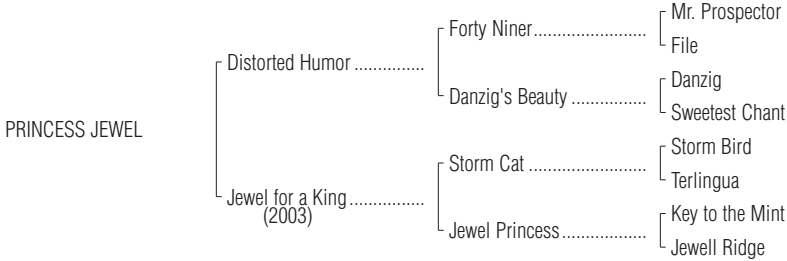 Mr. Prospector
Forty Niner.......................
File
Distorted Humor ...............
Danzig
Danzig's Beauty ................
Sweetest Chant
PRINCESS JEWEL
Storm Bird
Storm Cat .........................
Terlingua
Jewel for a King................
(2003)
Key to the Mint
Jewel Princess..................
Jewell Ridge